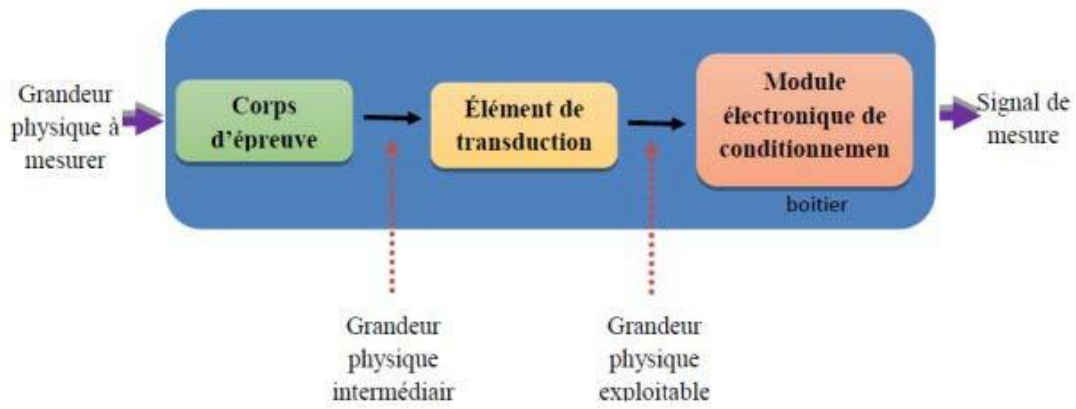 Grandeur
physique à
mesurer
Corps
d'épreuve
Élément de
transduction
Module
électronique de
conditionnemen
boitier
Signal de
mesure
Grandeur
physique
intermédiair
Grandeur
physique
exploitable